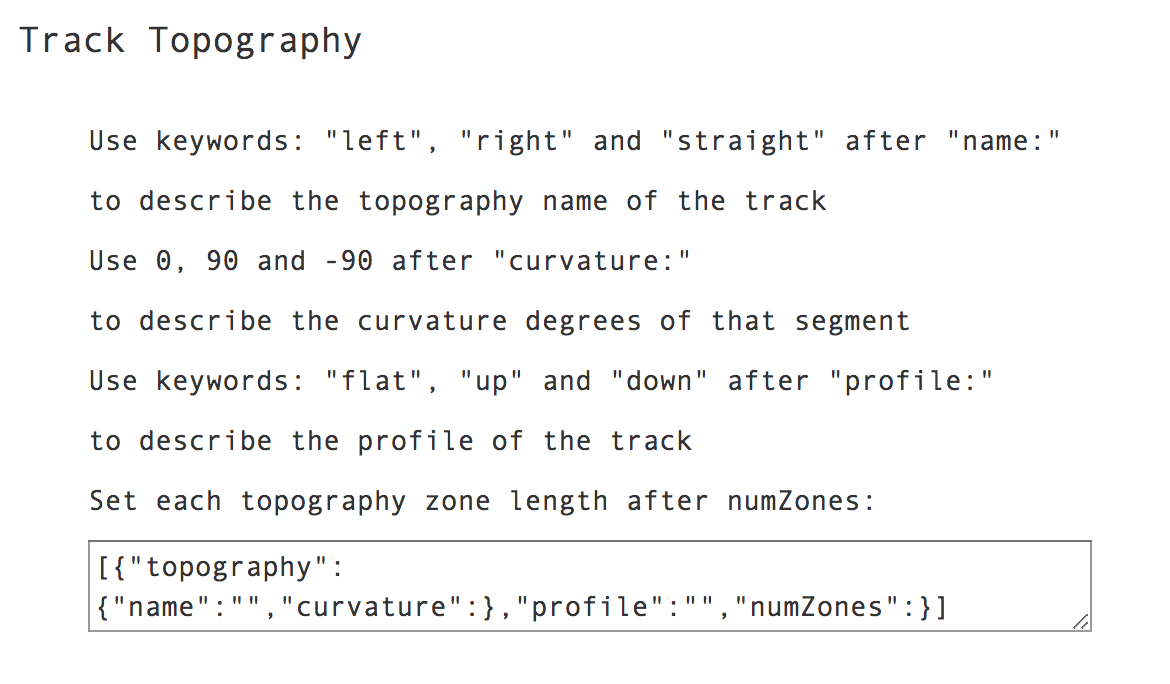 Track Topography
Use keywords: "left", "right" and "straight" after "name:"
to describe the topography name of the track
Use 0, 90 and -90 after "curvature:"
to describe the curvature degrees of that segment
Use keywords: "flat", "up" and "down" after "profile:"
to describe the profile of the track
Set each topography zone length after numZones:
[{"topography":
{"name":"","curvature":},"profile":"","numZones":}]